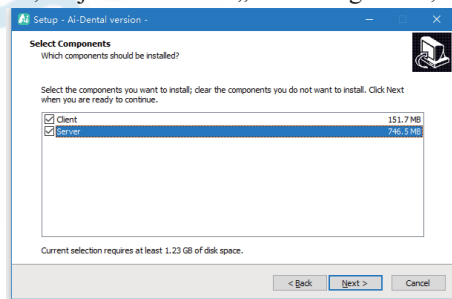 Setup - Ai-Dental version -
Select Components
Which components should be installed?
Select the components you want to install; clear the components you do not want to install. Click Next
when you are ready to continue.
Client 151.7 MB
Server 746.5 MB
Current selection requires at least 1.23 GB of disk space.
< Back Next > Cancel